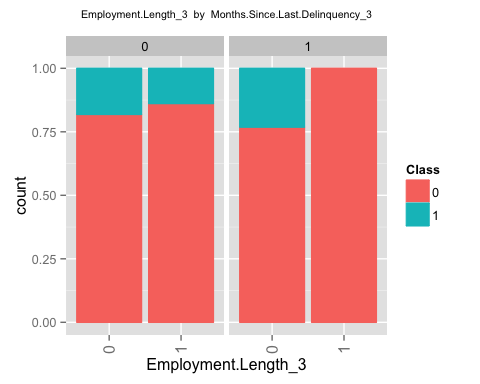 Employment.Length_3 by Months.Since.Last.Delinquency_3
0 1
1.00
0.75
0.50
0.25
0.00
count
0 1 0 1
Employment.Length_3
Class
0
1